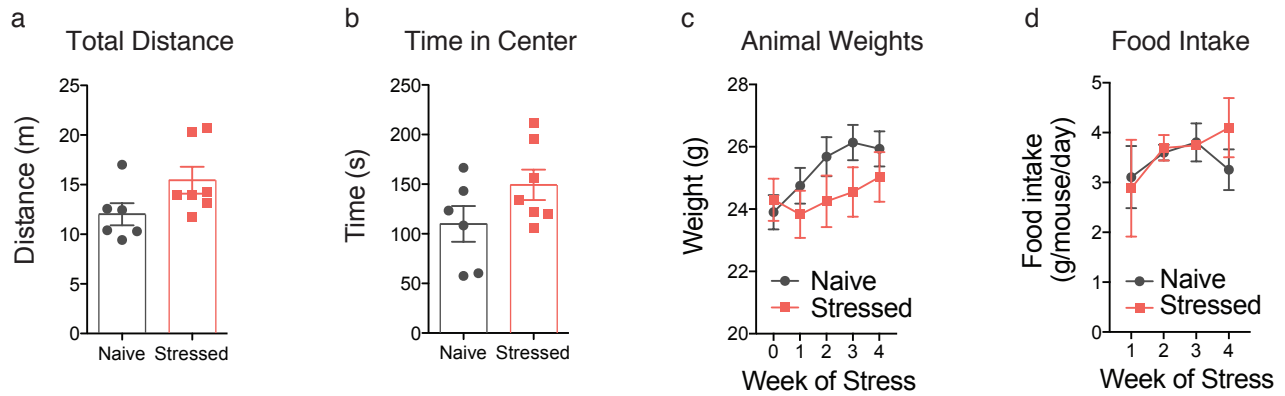 a
Total Distance
Distance (m)
25
20
15
10
5
0
Naive Stressed
b
Time in Center
Time (s)
250
200
150
100
50
0
Naive Stressed
c
Animal Weights
Weight (g)
28
26
24
22
20
Naive
Stressed
0 1 2 3 4
Week of Stress
d
Food Intake
Food intake
(g/mouse/day)
5
4
3
2
1
0
Naive
Stressed
1 2 3 4
Week of Stress